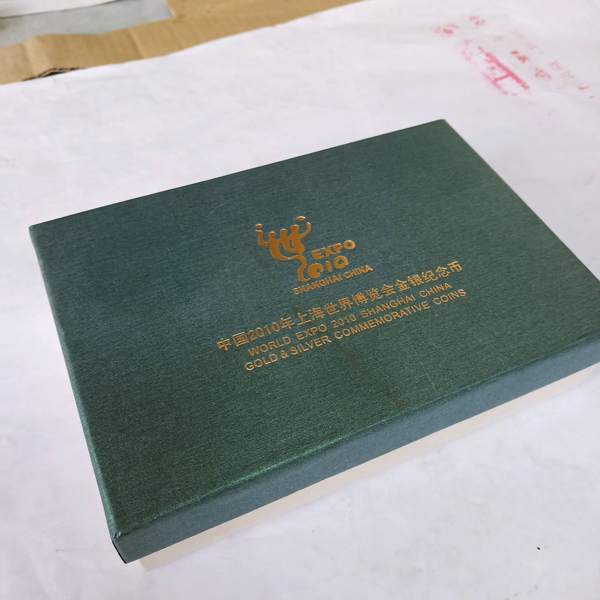 EXPO
2010
SHANGHAI CHINA
中国2010年上海世界博览会金银纪念币
WORLD EXPO 2010 SHANGHAI CHINA
GOLD & SILVER COMMEMORATIVE COINS